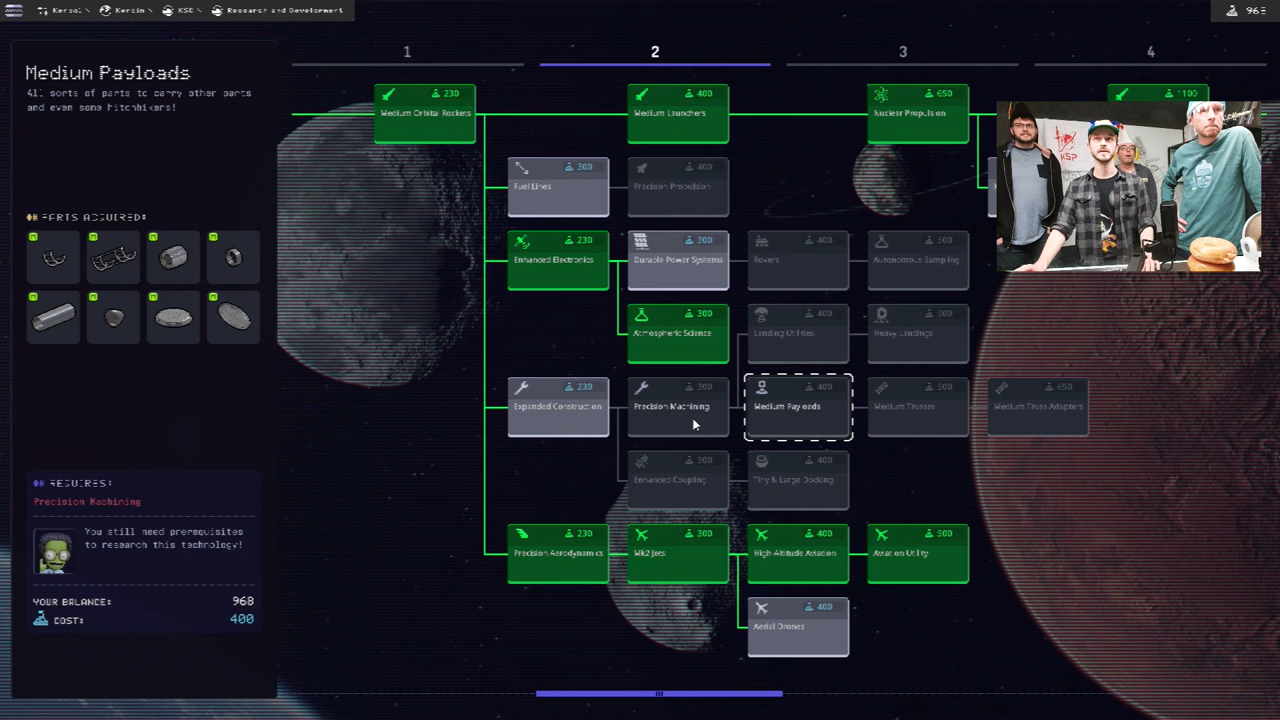 Kerbol
Kerbin
KSC
Research and Development
968
1
2
3
4
Medium Payloads
All sorts of parts to carry other parts
and even some hitchhikers!
PARTS ACQUIRED:
REQUIRES:
Precision Machining
You still need prerequisites
to research this technology!
YOUR BALANCE:
968
COST:
400
230
Medium Orbital Rockets
400
Medium Launchers
650
Nuclear Propulsion
1100
300
Fuel Lines
400
Precision Propulsion
230
Enhanced Electronics
300
Durable Power Systems
400
Rovers
500
Autonomous Sampling
300
Atmospheric Science
400
Landing Utilities
500
Heavy Landings
230
Expanded Construction
300
Precision Machining
400
Medium Payloads
500
Medium Trusses
650
Medium Truss Adapters
300
Enhanced Coupling
400
Tiny & Large Docking
230
Precision Aerodynamics
300
Mk2 Jets
400
High-Altitude Aviation
500
Aviation Utility
400
Aerial Drones
KSP